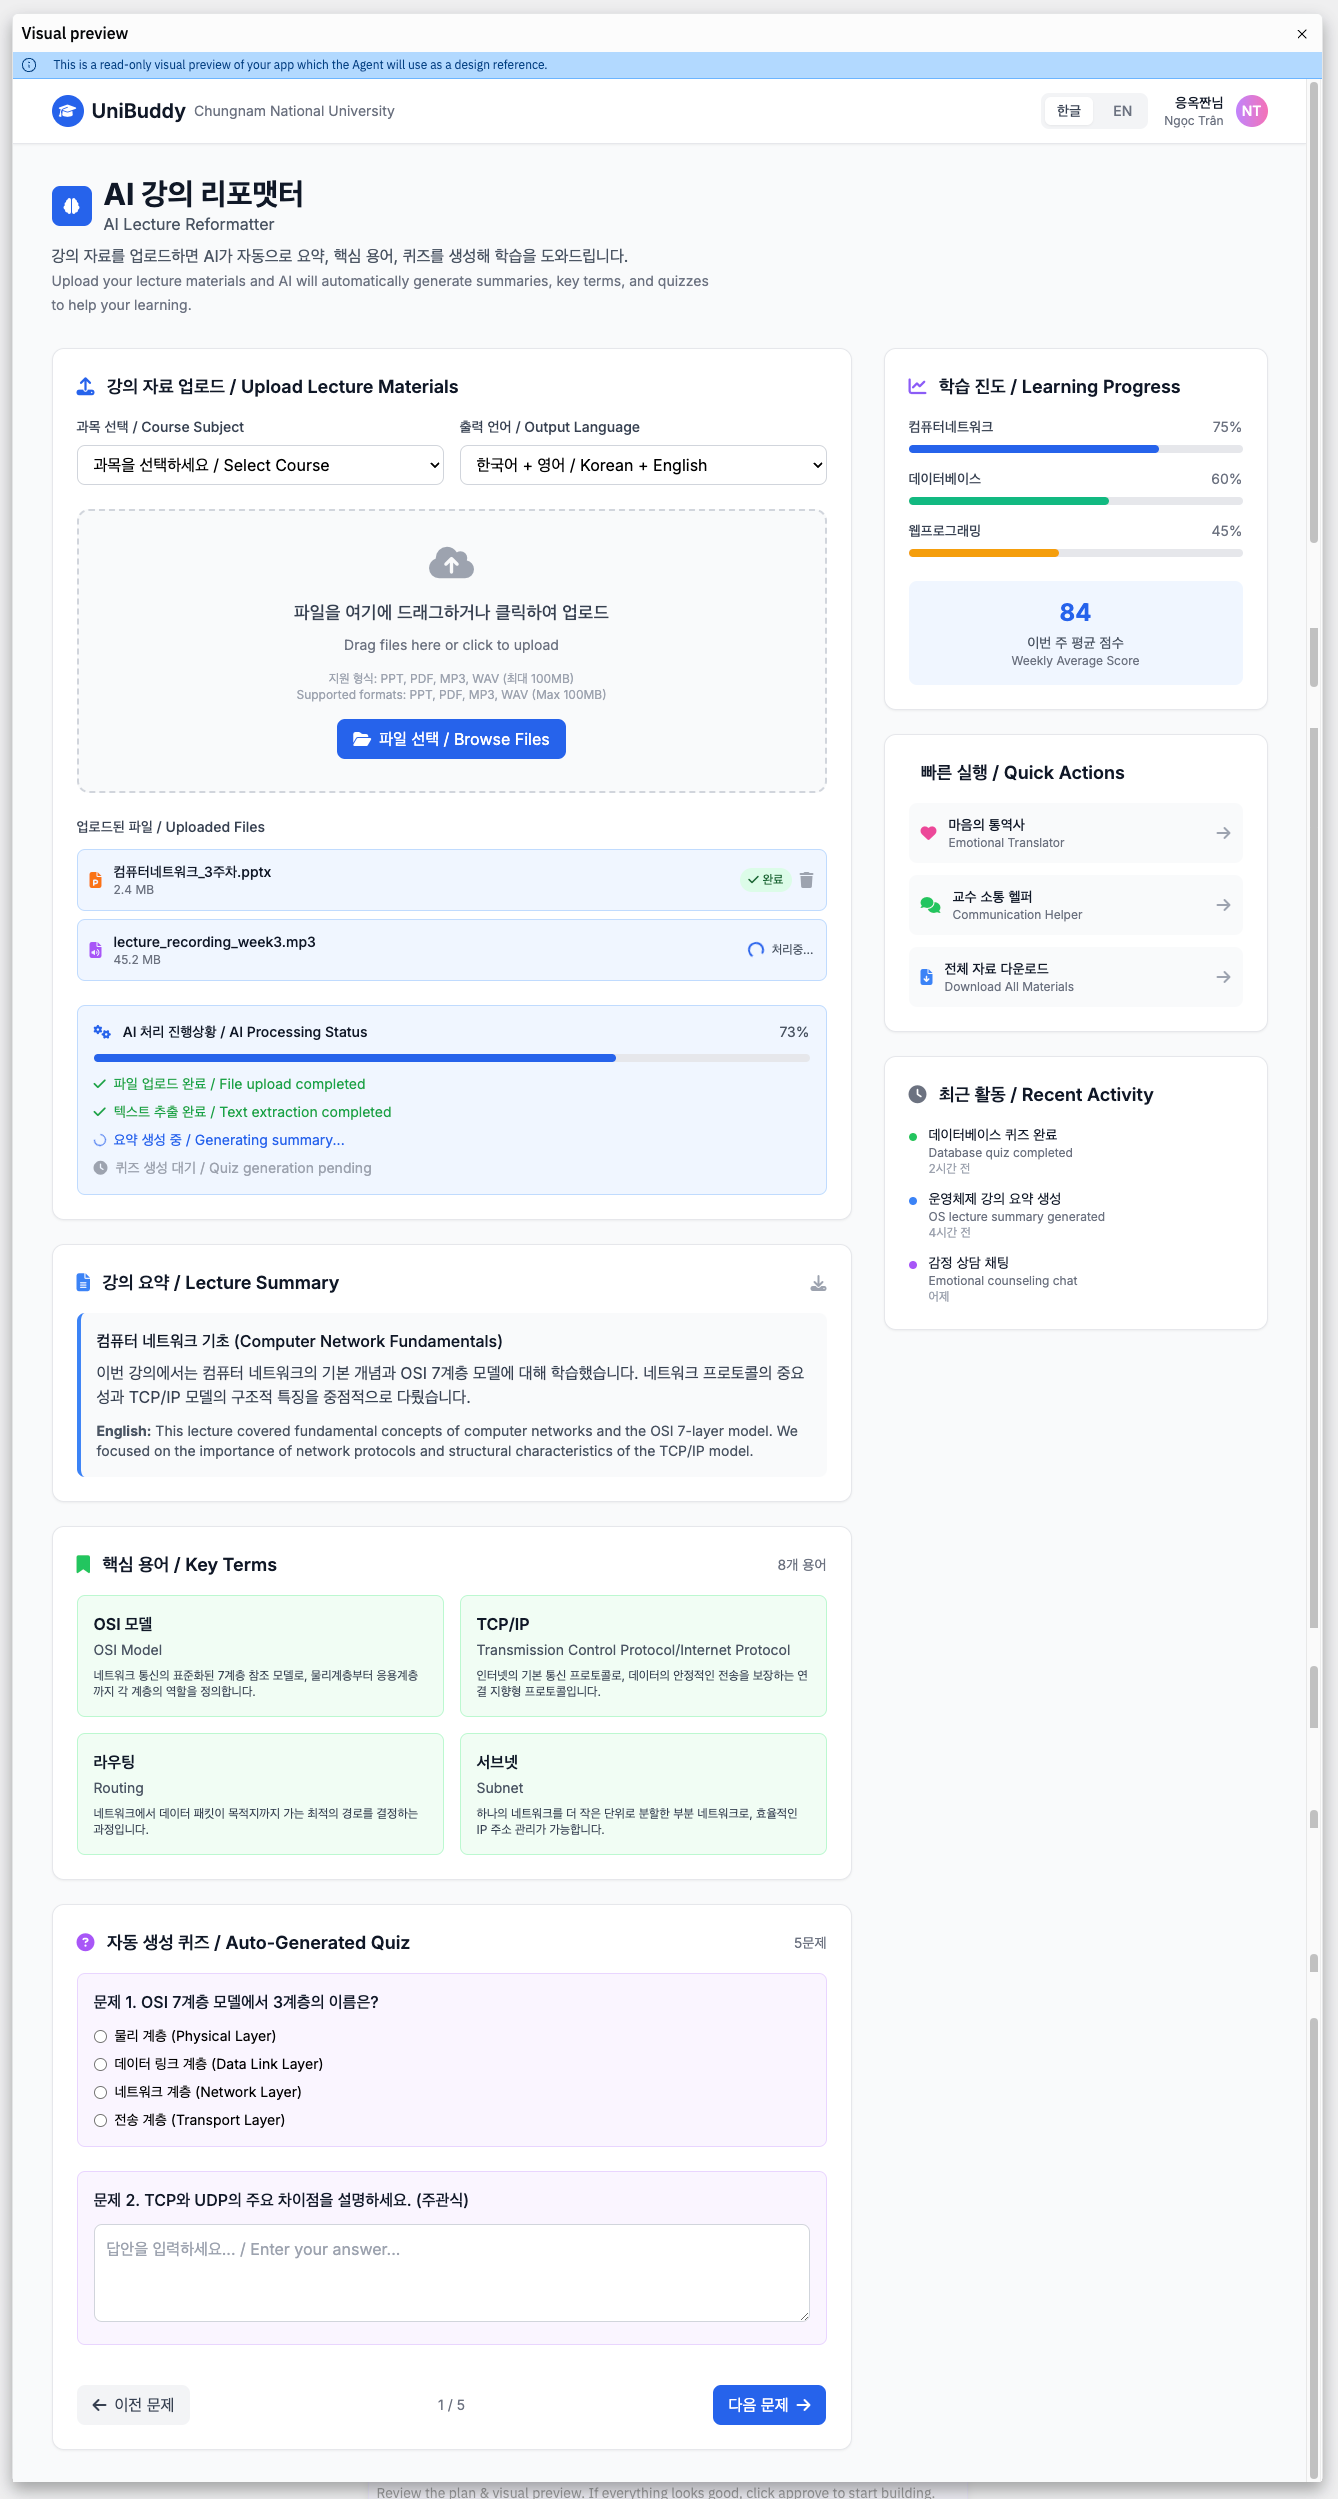 Visual preview
This is a read-only visual preview of your app which the Agent will use as a design reference.
UniBuddy Chungnam National University
한글 EN
응옥짠님
Ngọc Trân
NT
AI 강의 리포맷터
AI Lecture Reformatter
강의 자료를 업로드하면 AI가 자동으로 요약, 핵심 용어, 퀴즈를 생성해 학습을 도와드립니다.
Upload your lecture materials and AI will automatically generate summaries, key terms, and quizzes
to help your learning.
강의 자료 업로드 / Upload Lecture Materials
과목 선택 / Course Subject
출력 언어 / Output Language
과목을 선택하세요 / Select Course
한국어 + 영어 / Korean + English
파일을 여기에 드래그하거나 클릭하여 업로드
Drag files here or click to upload
지원 형식: PPT, PDF, MP3, WAV (최대 100MB)
Supported formats: PPT, PDF, MP3, WAV (Max 100MB)
파일 선택 / Browse Files
업로드된 파일 / Uploaded Files
컴퓨터네트워크_3주차.pptx
2.4 MB
완료
lecture_recording_week3.mp3
45.2 MB
처리중...
AI 처리 진행상황 / AI Processing Status
73%
파일 업로드 완료 / File upload completed
텍스트 추출 완료 / Text extraction completed
요약 생성 중 / Generating summary...
퀴즈 생성 대기 / Quiz generation pending
강의 요약 / Lecture Summary
컴퓨터 네트워크 기초 (Computer Network Fundamentals)
이번 강의에서는 컴퓨터 네트워크의 기본 개념과 OSI 7계층 모델에 대해 학습했습니다. 네트워크 프로토콜의 중요
성과 TCP/IP 모델의 구조적 특징을 중점적으로 다뤘습니다.
English: This lecture covered fundamental concepts of computer networks and the OSI 7-layer model. We
focused on the importance of network protocols and structural characteristics of the TCP/IP model.
핵심 용어 / Key Terms
8개 용어
OSI 모델
OSI Model
네트워크 통신의 표준화된 7계층 참조 모델로, 물리계층부터 응용계층
까지 각 계층의 역할을 정의합니다.
TCP/IP
Transmission Control Protocol/Internet Protocol
인터넷의 기본 통신 프로토콜로, 데이터의 안정적인 전송을 보장하는 연
결 지향형 프로토콜입니다.
라우팅
Routing
네트워크에서 데이터 패킷이 목적지까지 가는 최적의 경로를 결정하는
과정입니다.
서브넷
Subnet
하나의 네트워크를 더 작은 단위로 분할한 부분 네트워크로, 효율적인
IP 주소 관리가 가능합니다.
자동 생성 퀴즈 / Auto-Generated Quiz
5문제
문제 1. OSI 7계층 모델에서 3계층의 이름은?
물리 계층 (Physical Layer)
데이터 링크 계층 (Data Link Layer)
네트워크 계층 (Network Layer)
전송 계층 (Transport Layer)
문제 2. TCP와 UDP의 주요 차이점을 설명하세요. (주관식)
답안을 입력하세요... / Enter your answer...
이전 문제
1 / 5
다음 문제
학습 진도 / Learning Progress
컴퓨터네트워크 75%
데이터베이스 60%
웹프로그래밍 45%
84
이번 주 평균 점수
Weekly Average Score
빠른 실행 / Quick Actions
마음의 통역사
Emotional Translator
교수 소통 헬퍼
Communication Helper
전체 자료 다운로드
Download All Materials
최근 활동 / Recent Activity
데이터베이스 퀴즈 완료
Database quiz completed
2시간 전
운영체제 강의 요약 생성
OS lecture summary generated
4시간 전
감정 상담 채팅
Emotional counseling chat
어제
Review the plan & visual preview. If everything looks good, click approve to start building.